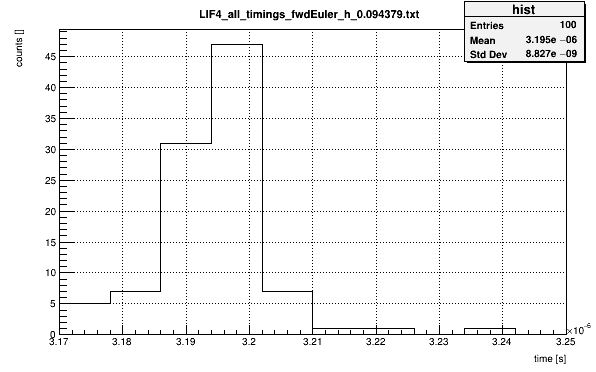 LIF4_all_timings_fwdEuler_h_0.094379.txt
hist
Entries 100
Mean 3.195e −06
Std Dev 8.827e −09
counts []
45
40
35
30
25
20
15
10
5
0
3.17 3.18 3.19 3.2 3.21 3.22 3.23 3.24 3.25
×10⁻⁶
time [s]